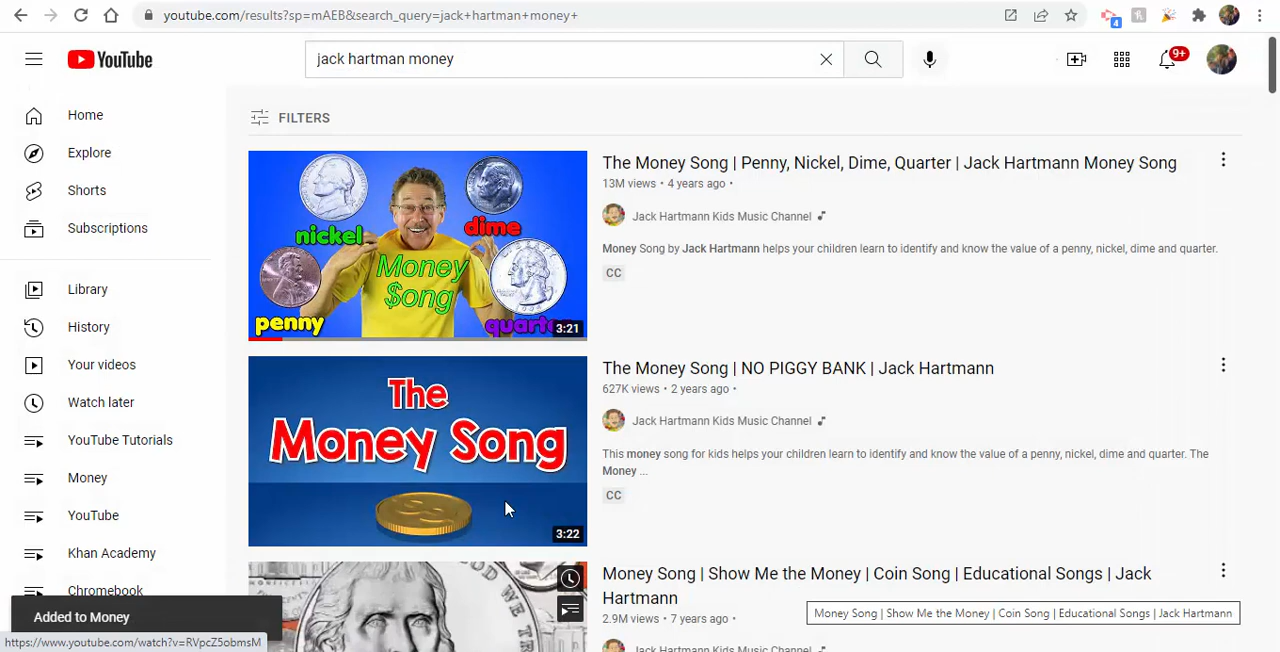 youtube.com/results?sp=mAEB&search_query=jack+hartman+money+
4
YouTube
jack hartman money
9+
Home
Explore
Shorts
Subscriptions
Library
History
Your videos
Watch later
YouTube Tutorials
Money
YouTube
Khan Academy
Chromebook
Added to Money
https://www.youtube.com/watch?v=RVpcZ5obmsM
FILTERS
nickel
dime
Money
$ong
penny
quarte
3:21
The Money Song | Penny, Nickel, Dime, Quarter | Jack Hartmann Money Song
13M views • 4 years ago •
Jack Hartmann Kids Music Channel
Money Song by Jack Hartmann helps your children learn to identify and know the value of a penny, nickel, dime and quarter.
CC
The
Money Song
3:22
The Money Song | NO PIGGY BANK | Jack Hartmann
627K views • 2 years ago •
Jack Hartmann Kids Music Channel
This money song for kids helps your children learn to identify and know the value of a penny, nickel, dime and quarter. The
Money ...
CC
Money Song | Show Me the Money | Coin Song | Educational Songs | Jack
Hartmann
Money Song | Show Me the Money | Coin Song | Educational Songs | Jack Hartmann
2.9M views • 7 years ago •
Jack Hartmann Kids Music Channel